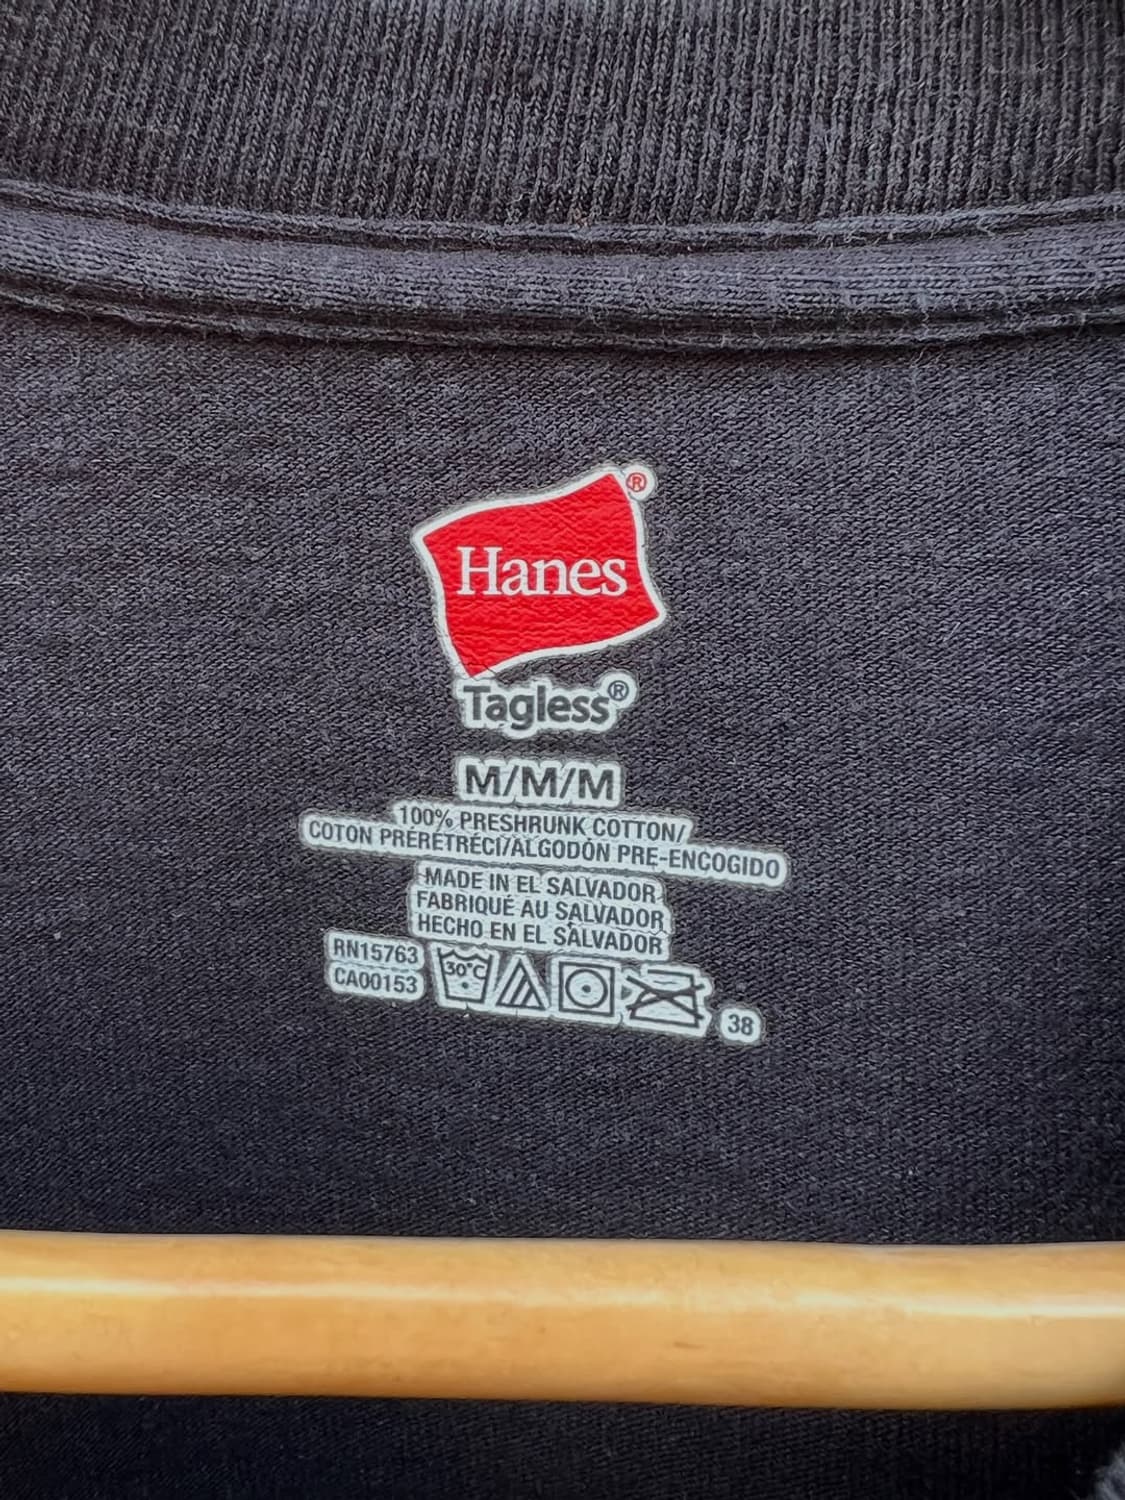 Hanes®
Tagless®
M/M/M
100% PRESHRUNK COTTON/
COTON PRÉRÉTRÉCI/ALGODÓN PRE-ENCOGIDO
MADE IN EL SALVADOR
FABRIQUÉ AU SALVADOR
HECHO EN EL SALVADOR
RN15763
CA00153
30°C
38